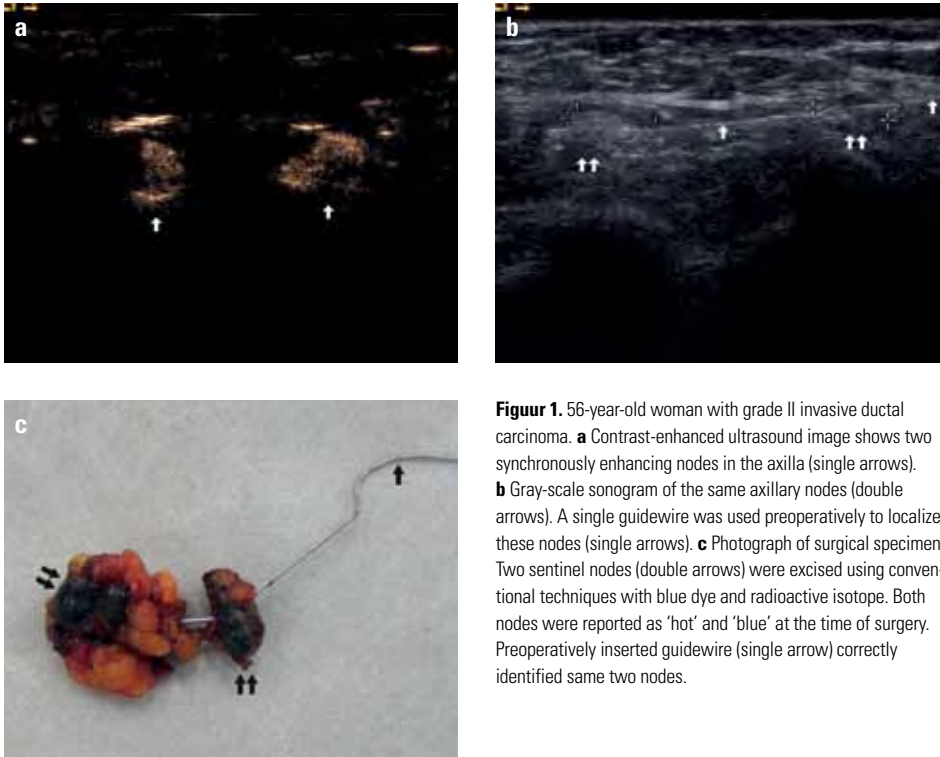 a
b
c
Figuur 1. 56-year-old woman with grade II invasive ductal
carcinoma. a Contrast-enhanced ultrasound image shows two
synchronously enhancing nodes in the axilla (single arrows).
b Gray-scale sonogram of the same axillary nodes (double
arrows). A single guidewire was used preoperatively to localize
these nodes (single arrows). c Photograph of surgical specimen.
Two sentinel nodes (double arrows) were excised using conven-
tional techniques with blue dye and radioactive isotope. Both
nodes were reported as ‘hot’ and ‘blue’ at the time of surgery.
Preoperatively inserted guidewire (single arrow) correctly
identified same two nodes.